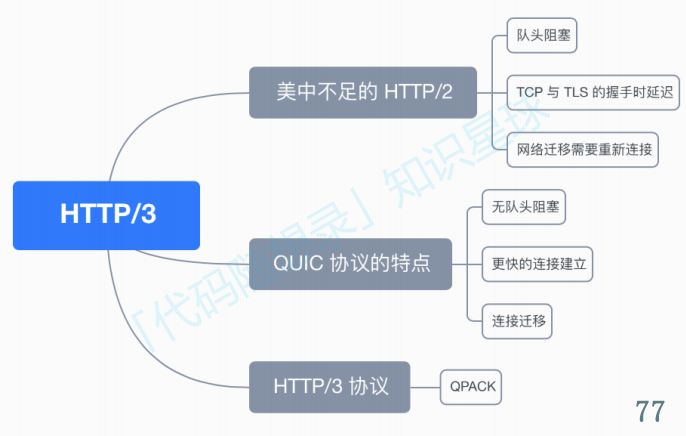 队头阻塞
美中不足的 HTTP/2
TCP 与 TLS 的握手时延迟
网络迁移需要重新连接
HTTP/3
无队头阻塞
QUIC 协议的特点
更快的连接建立
连接迁移
HTTP/3 协议
QPACK
「代码随想录」知识星球
77